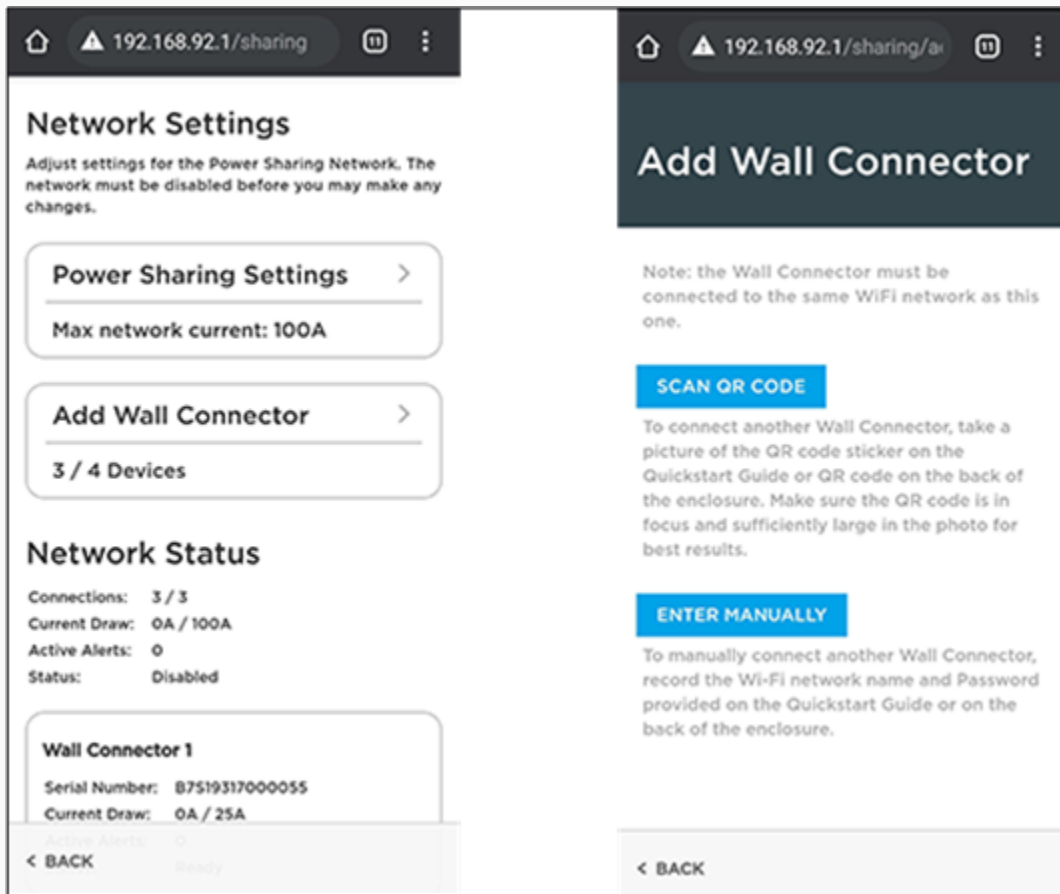 192.168.92.1/sharing
11
Network Settings
Adjust settings for the Power Sharing Network. The
network must be disabled before you may make any
changes.
Power Sharing Settings
Max network current: 100A
Add Wall Connector
3 / 4 Devices
Network Status
Connections: 3 / 3
Current Draw: 0A / 100A
Active Alerts: 0
Status: Disabled
Wall Connector 1
Serial Number: B7519317000055
Current Draw: 0A / 25A
Active Alerts: 0
Ready
< BACK
192.168.92.1/sharing/a
11
Add Wall Connector
Note: the Wall Connector must be
connected to the same WiFi network as this
one.
SCAN QR CODE
To connect another Wall Connector, take a
picture of the QR code sticker on the
Quickstart Guide or QR code on the back of
the enclosure. Make sure the QR code is in
focus and sufficiently large in the photo for
best results.
ENTER MANUALLY
To manually connect another Wall Connector,
record the Wi-Fi network name and Password
provided on the Quickstart Guide or on the
back of the enclosure.
< BACK